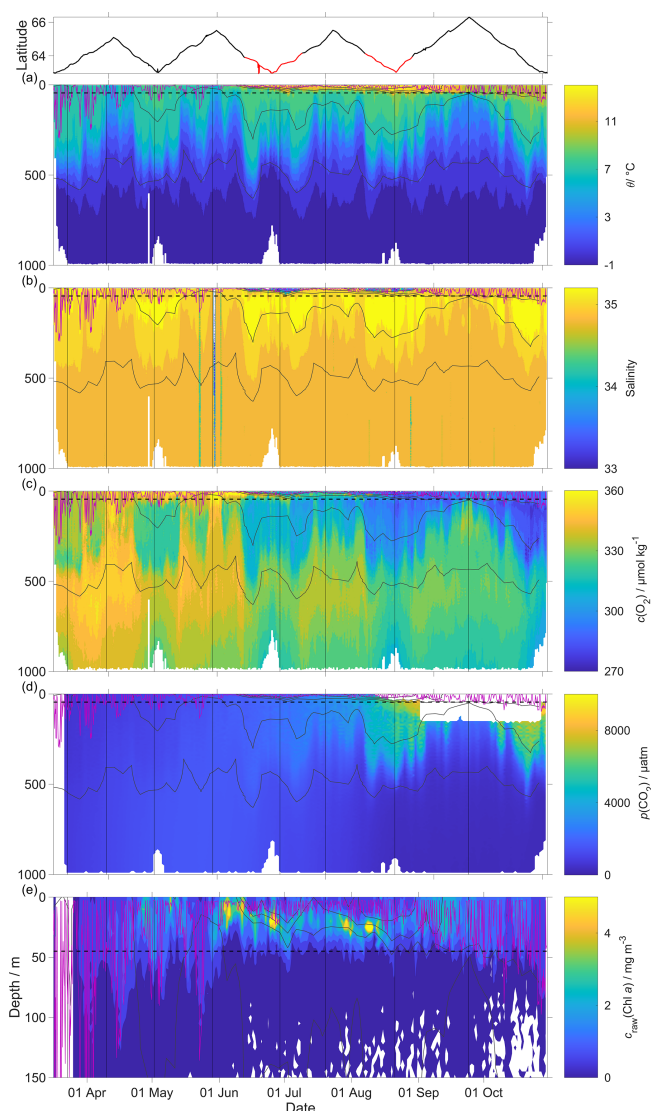 Latitude
66
64
(a)
0
500
1000
11
7
3
-1
θ/ °C
(b)
0
500
1000
35
34
33
Salinity
(c)
0
500
1000
360
330
300
270
c(O2) / μmol kg-1
(d)
0
500
1000
8000
4000
0
p(CO2)/ μatm
(e)
0
50
100
150
Depth / m
4
2
0
craw(Chl a) / mg m-3
01 Apr 01 May 01 Jun 01 Jul 01 Aug 01 Sep 01 Oct
Date